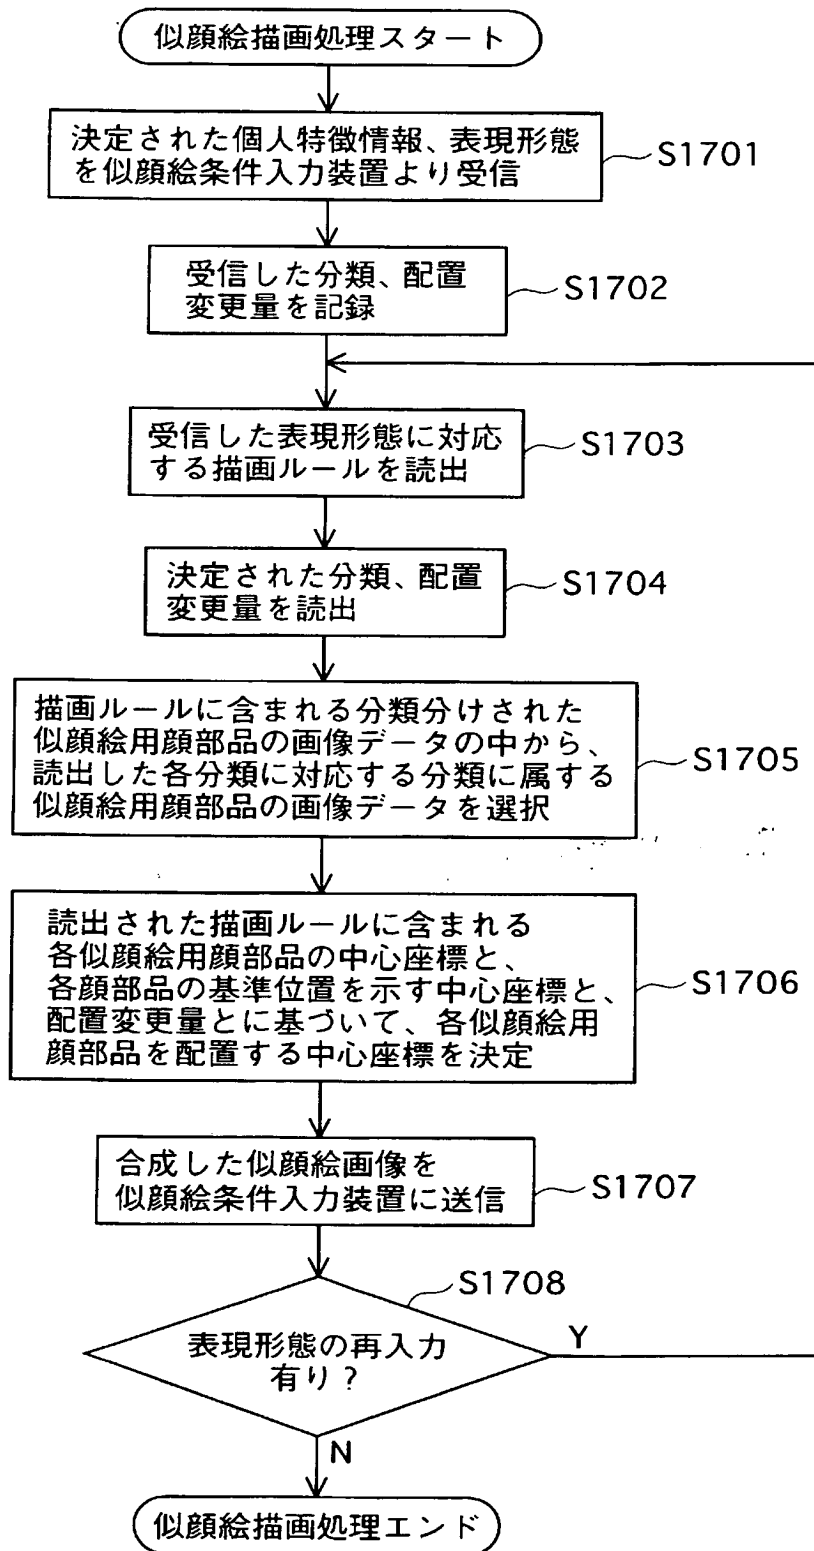 似顔絵描画処理スタート
決定された個人特徴情報、表現形態
を似顔絵条件入力装置より受信
S1701
受信した分類、配置
変更量を記録
S1702
受信した表現形態に対応
する描画ルールを読出
S1703
決定された分類、配置
変更量を読出
S1704
描画ルールに含まれる分類分けされた
似顔絵用顔部品の画像データの中から、
読出した各分類に対応する分類に属する
似顔絵用顔部品の画像データを選択
S1705
読出された描画ルールに含まれる
各似顔絵用顔部品の中心座標と、
各顔部品の基準位置を示す中心座標と、
配置変更量とに基づいて、各似顔絵用
顔部品を配置する中心座標を決定
S1706
合成した似顔絵画像を
似顔絵条件入力装置に送信
S1707
S1708
表現形態の再入力
有り?
Y
N
似顔絵描画処理エンド